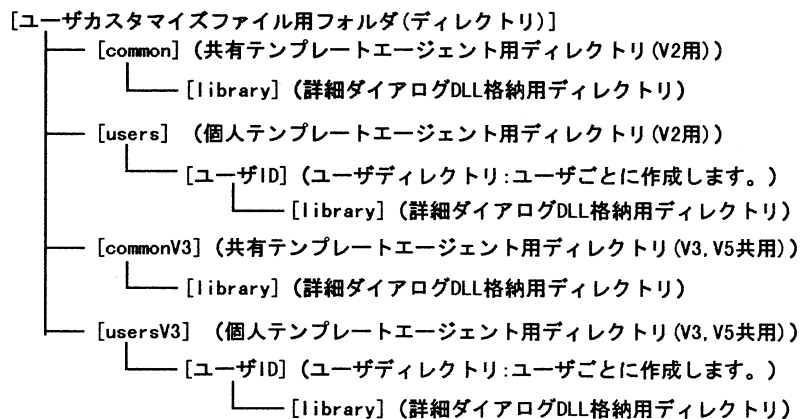 [ユーザカスタマイズファイル用フォルダ(ディレクトリ)]
[common] (共有テンプレートエージェント用ディレクトリ(V2用))
[library] (詳細ダイアログDLL格納用ディレクトリ)
[users] (個人テンプレートエージェント用ディレクトリ(V2用))
[ユーザID] (ユーザディレクトリ:ユーザごとに作成します。)
[library] (詳細ダイアログDLL格納用ディレクトリ)
[commonV3] (共有テンプレートエージェント用ディレクトリ(V3,V5共用))
[library] (詳細ダイアログDLL格納用ディレクトリ)
[usersV3] (個人テンプレートエージェント用ディレクトリ(V3,V5共用))
[ユーザID] (ユーザディレクトリ:ユーザごとに作成します。)
[library] (詳細ダイアログDLL格納用ディレクトリ)